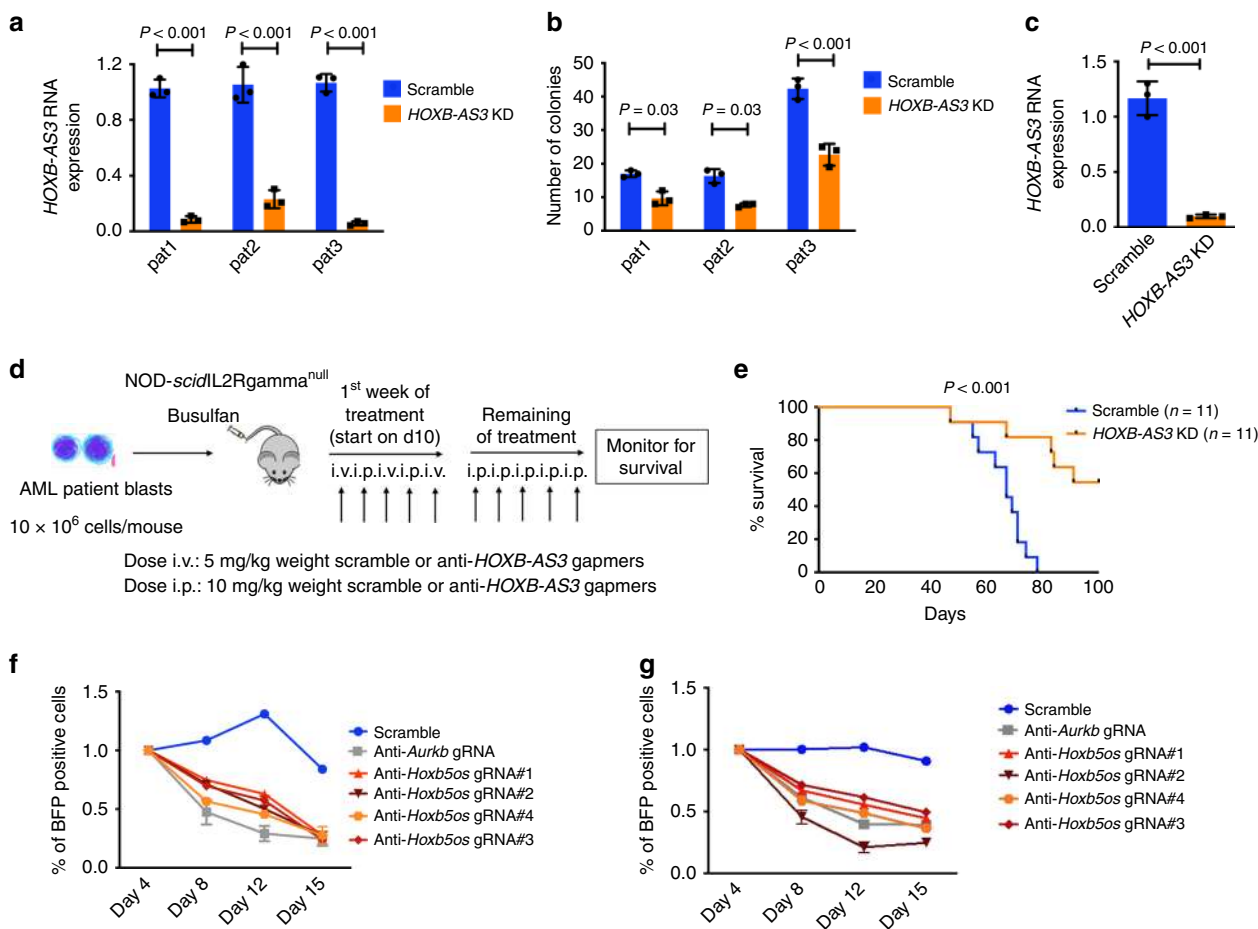 a
P < 0.001 P < 0.001 P < 0.001
HOXB-AS3 RNA
expression
1.2
0.8
0.4
0.0
pat1
pat2
pat3
Scramble
HOXB-AS3 KD
b
P < 0.001
P = 0.03 P = 0.03
Number of colonies
50
40
30
20
10
0
pat1
pat2
pat3
Scramble
HOXB-AS3 KD
c
P < 0.001
HOXB-AS3 RNA
expression
1.5
1.0
0.5
0.0
Scramble
HOXB-AS3 KD
d
NOD-scidIL2Rgamma^null
Busulfan
AML patient blasts
10 × 10^6 cells/mouse
1st week of
treatment
(start on d10)
i.v.i.p.i.v.i.p.i.v.
Remaining
of treatment
i.p.i.p.i.p.i.p.i.p.
Monitor for
survival
Dose i.v.: 5 mg/kg weight scramble or anti-HOXB-AS3 gapmers
Dose i.p.: 10 mg/kg weight scramble or anti-HOXB-AS3 gapmers
e
P < 0.001
% survival
100
80
60
40
20
0
0 20 40 60 80 100
Days
Scramble (n = 11)
HOXB-AS3 KD (n = 11)
f
% of BFP positive cells
1.5
1.0
0.5
0.0
Day 4
Day 8
Day 12
Day 15
Scramble
Anti-Aurkb gRNA
Anti-Hoxb5os gRNA#1
Anti-Hoxb5os gRNA#2
Anti-Hoxb5os gRNA#4
Anti-Hoxb5os gRNA#3
g
% of BFP positive cells
1.5
1.0
0.5
0.0
Day 4
Day 8
Day 12
Day 15
Scramble
Anti-Aurkb gRNA
Anti-Hoxb5os gRNA#1
Anti-Hoxb5os gRNA#2
Anti-Hoxb5os gRNA#4
Anti-Hoxb5os gRNA#3